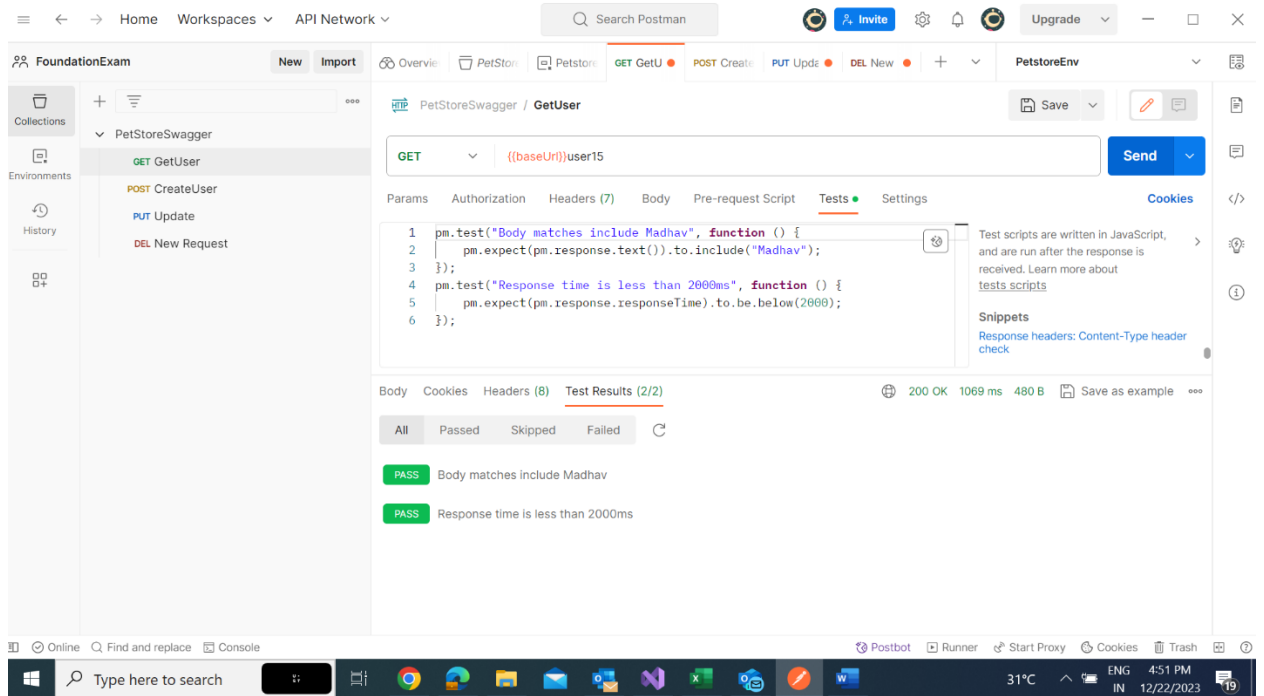 Home Workspaces API Network Search Postman Invite Upgrade
FoundationExam New Import Overvie PetStor Petstore GET GetU POST Create PUT Upda DEL New PetstoreEnv
Collections
Environments
History
PetStoreSwagger
GET GetUser
POST CreateUser
PUT Update
DEL New Request
HTTP PetStoreSwagger / GetUser Save
GET {{baseUrl}}user15 Send
Params Authorization Headers (7) Body Pre-request Script Tests Settings Cookies
1 pm.test("Body matches include Madhav", function () {
2 pm.expect(pm.response.text()).to.include("Madhav");
3 });
4 pm.test("Response time is less than 2000ms", function () {
5 pm.expect(pm.response.responseTime).to.be.below(2000);
6 });
Test scripts are written in JavaScript,
and are run after the response is
received. Learn more about
tests scripts
Snippets
Response headers: Content-Type header
check
Body Cookies Headers (8) Test Results (2/2) 200 OK 1069 ms 480 B Save as example
All Passed Skipped Failed
PASS Body matches include Madhav
PASS Response time is less than 2000ms
Online Find and replace Console Postbot Runner Start Proxy Cookies Trash
Type here to search 31°C ENG 4:51 PM
IN 12/22/2023 19